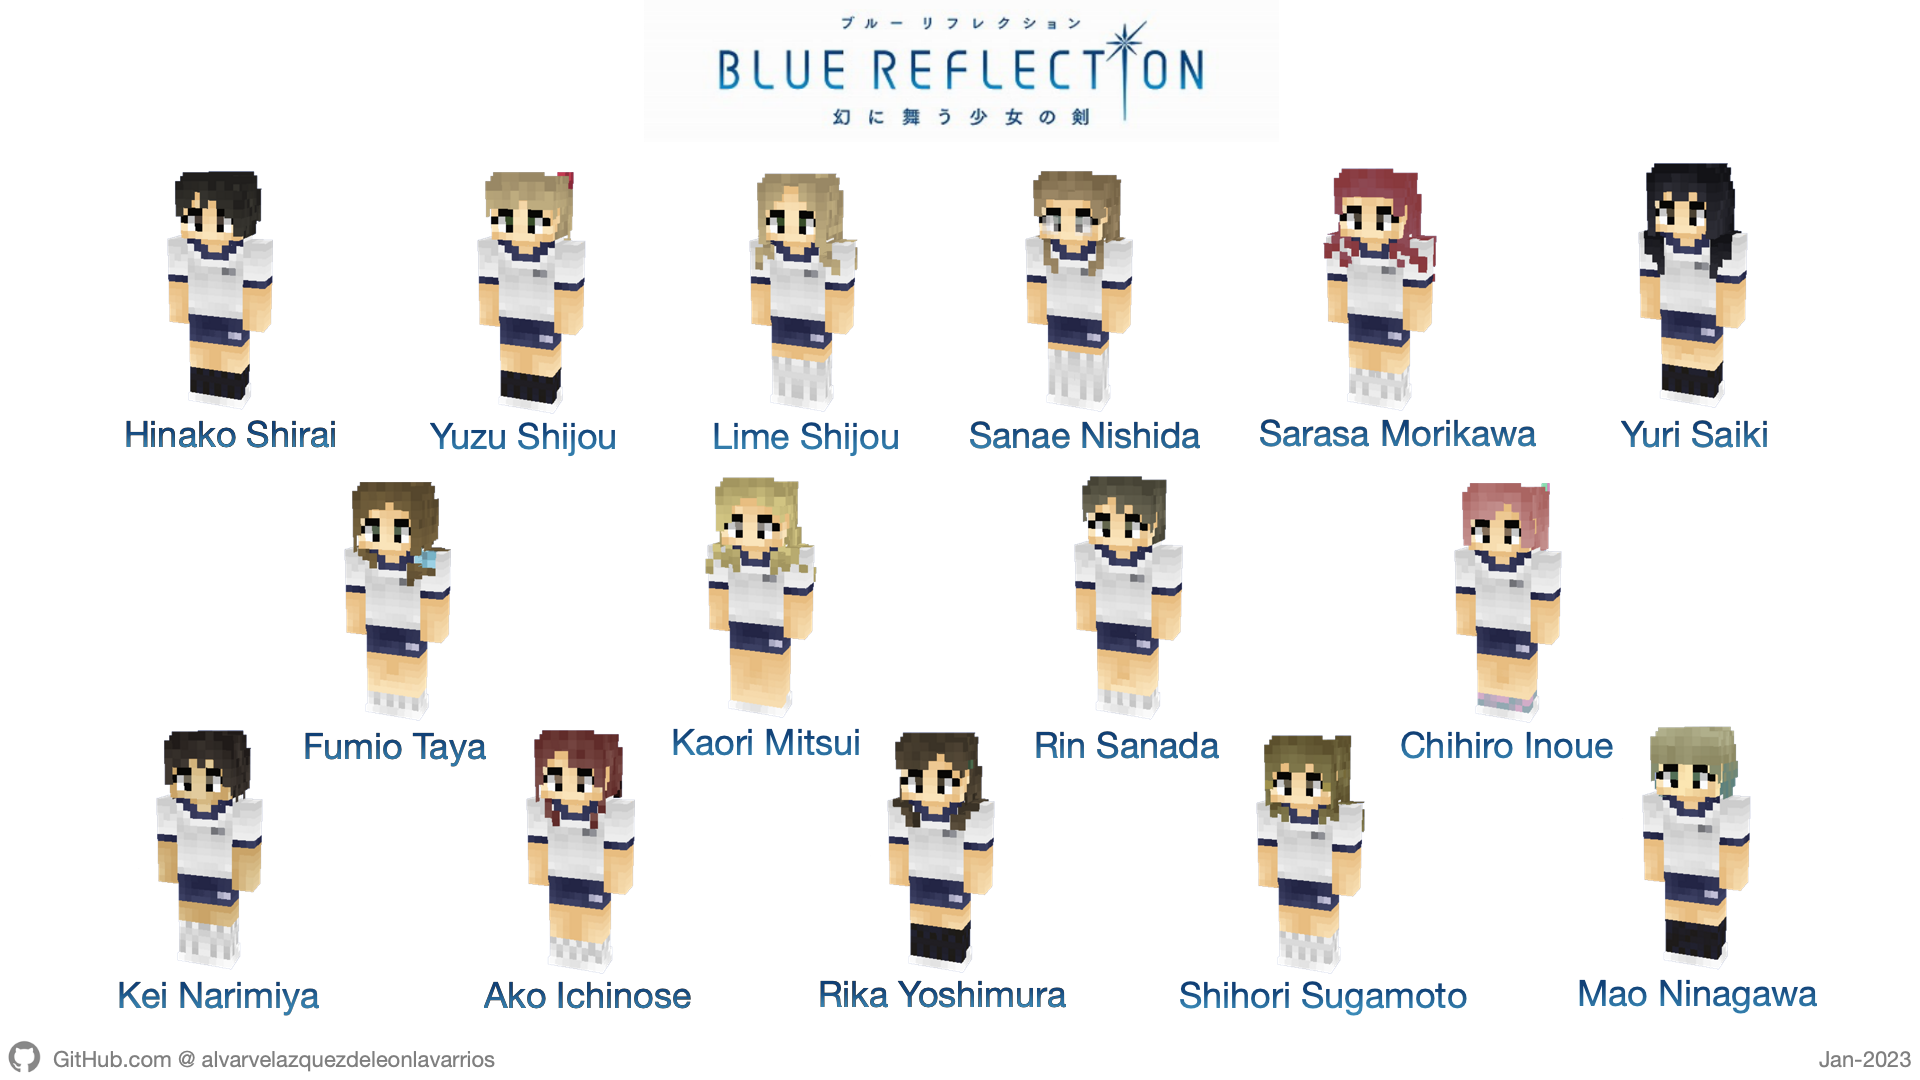 ブルー リフレクション
BLUE REFLECTION
幻に舞う少女の剣
Hinako Shirai
Yuzu Shijou
Lime Shijou
Sanae Nishida
Sarasa Morikawa
Yuri Saiki
Fumio Taya
Kaori Mitsui
Rin Sanada
Chihiro Inoue
Kei Narimiya
Ako Ichinose
Rika Yoshimura
Shihori Sugamoto
Mao Ninagawa
GitHub.com @ alvarvelazquezdeleonlavarrios
Jan-2023